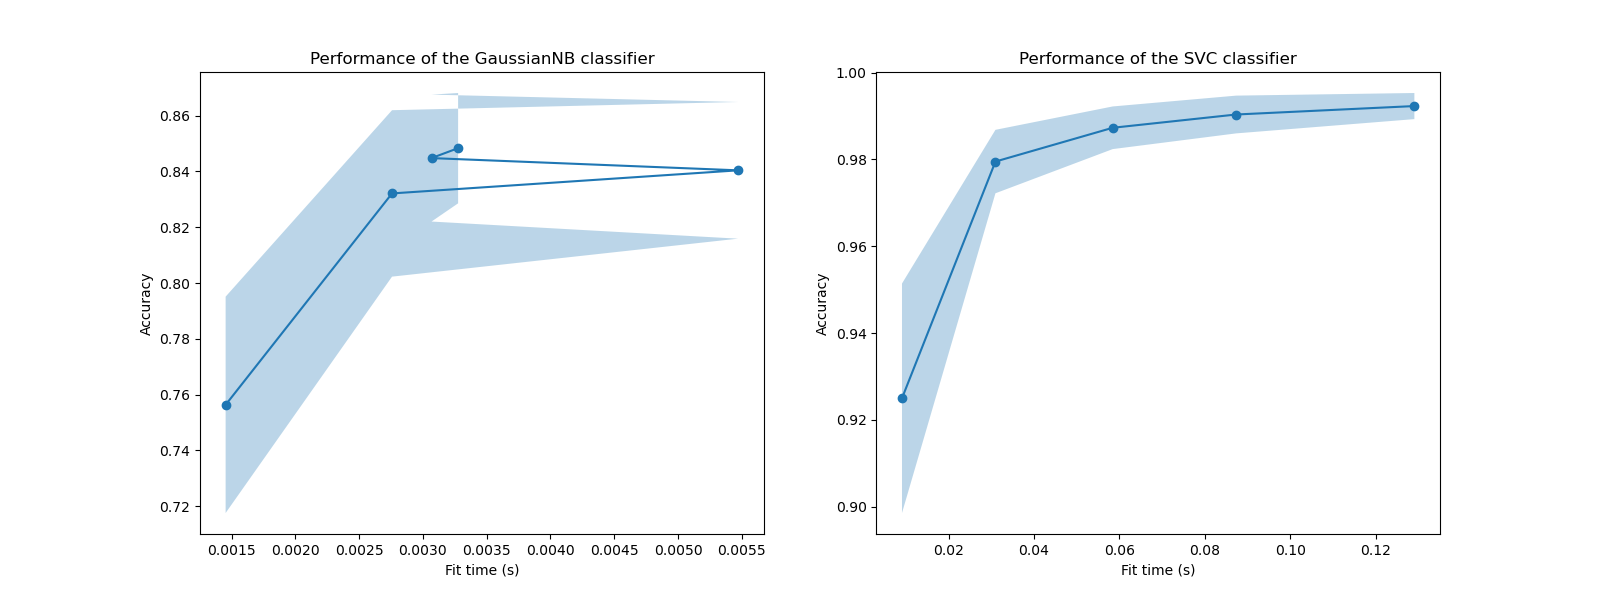 Performance of the GaussianNB classifier
Accuracy
0.86
0.84
0.82
0.80
0.78
0.76
0.74
0.72
0.0015 0.0020 0.0025 0.0030 0.0035 0.0040 0.0045 0.0050 0.0055
Fit time (s)
Performance of the SVC classifier
Accuracy
1.00
0.98
0.96
0.94
0.92
0.90
0.02 0.04 0.06 0.08 0.10 0.12
Fit time (s)